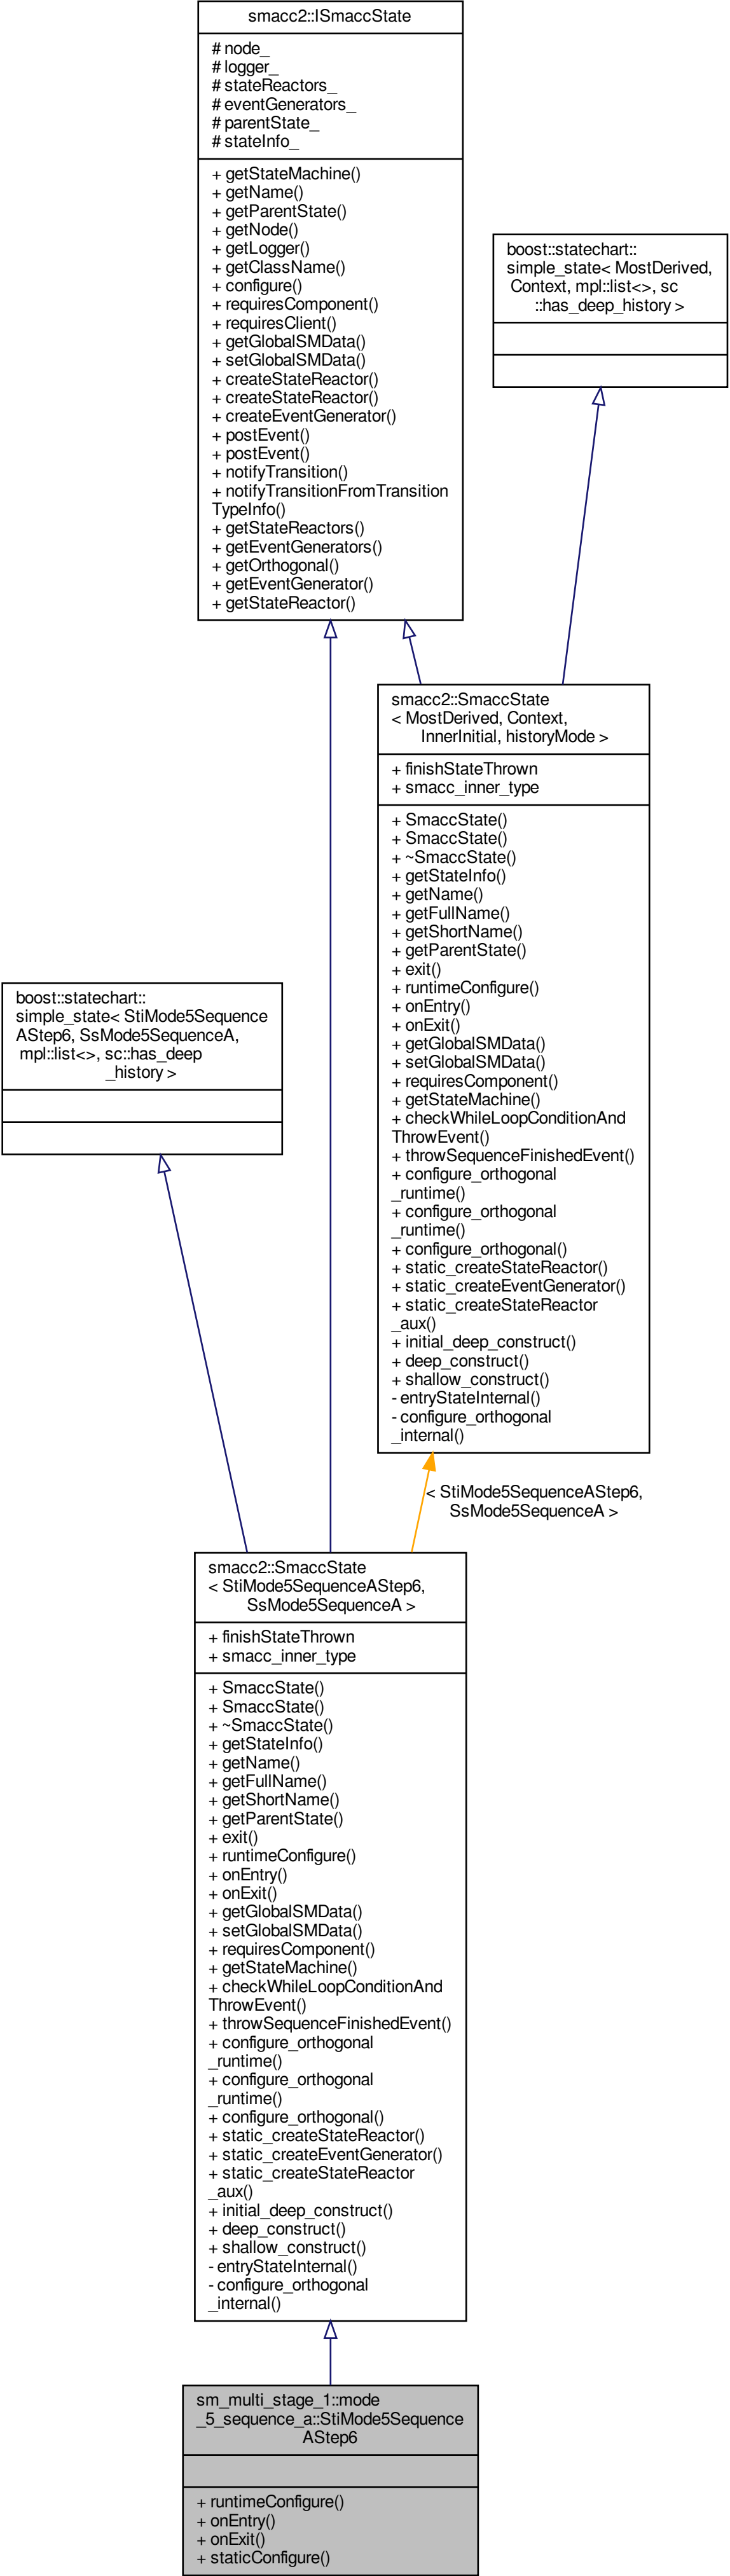 smacc2::ISmaccState
# node_
# logger_
# stateReactors_
# eventGenerators_
# parentState_
# stateInfo_
+ getStateMachine()
+ getName()
+ getParentState()
+ getNode()
+ getLogger()
+ getClassName()
+ configure()
+ requiresComponent()
+ requiresClient()
+ getGlobalSMData()
+ setGlobalSMData()
+ createStateReactor()
+ createStateReactor()
+ createEventGenerator()
+ postEvent()
+ postEvent()
+ notifyTransition()
+ notifyTransitionFromTransition
TypeInfo()
+ getStateReactors()
+ getEventGenerators()
+ getOrthogonal()
+ getEventGenerator()
+ getStateReactor()
boost::statechart::
simple_state< MostDerived,
Context, mpl::list<>, sc
::has_deep_history >
smacc2::SmaccState
< MostDerived, Context,
InnerInitial, historyMode >
+ finishStateThrown
+ smacc_inner_type
+ SmaccState()
+ SmaccState()
+ ~SmaccState()
+ getStateInfo()
+ getName()
+ getFullName()
+ getShortName()
+ getParentState()
+ exit()
+ runtimeConfigure()
+ onEntry()
+ onExit()
+ getGlobalSMData()
+ setGlobalSMData()
+ requiresComponent()
+ getStateMachine()
+ checkWhileLoopConditionAnd
ThrowEvent()
+ throwSequenceFinishedEvent()
+ configure_orthogonal
_runtime()
+ configure_orthogonal
_runtime()
+ configure_orthogonal()
+ static_createStateReactor()
+ static_createEventGenerator()
+ static_createStateReactor
_aux()
+ initial_deep_construct()
+ deep_construct()
+ shallow_construct()
- entryStateInternal()
- configure_orthogonal
_internal()
boost::statechart::
simple_state< StiMode5Sequence
AStep6, SsMode5SequenceA,
mpl::list<>, sc::has_deep
_history >
< StiMode5SequenceAStep6,
SsMode5SequenceA >
smacc2::SmaccState
< StiMode5SequenceAStep6,
SsMode5SequenceA >
+ finishStateThrown
+ smacc_inner_type
+ SmaccState()
+ SmaccState()
+ ~SmaccState()
+ getStateInfo()
+ getName()
+ getFullName()
+ getShortName()
+ getParentState()
+ exit()
+ runtimeConfigure()
+ onEntry()
+ onExit()
+ getGlobalSMData()
+ setGlobalSMData()
+ requiresComponent()
+ getStateMachine()
+ checkWhileLoopConditionAnd
ThrowEvent()
+ throwSequenceFinishedEvent()
+ configure_orthogonal
_runtime()
+ configure_orthogonal
_runtime()
+ configure_orthogonal()
+ static_createStateReactor()
+ static_createEventGenerator()
+ static_createStateReactor
_aux()
+ initial_deep_construct()
+ deep_construct()
+ shallow_construct()
- entryStateInternal()
- configure_orthogonal
_internal()
sm_multi_stage_1::mode
_5_sequence_a::StiMode5Sequence
AStep6
+ runtimeConfigure()
+ onEntry()
+ onExit()
+ staticConfigure()